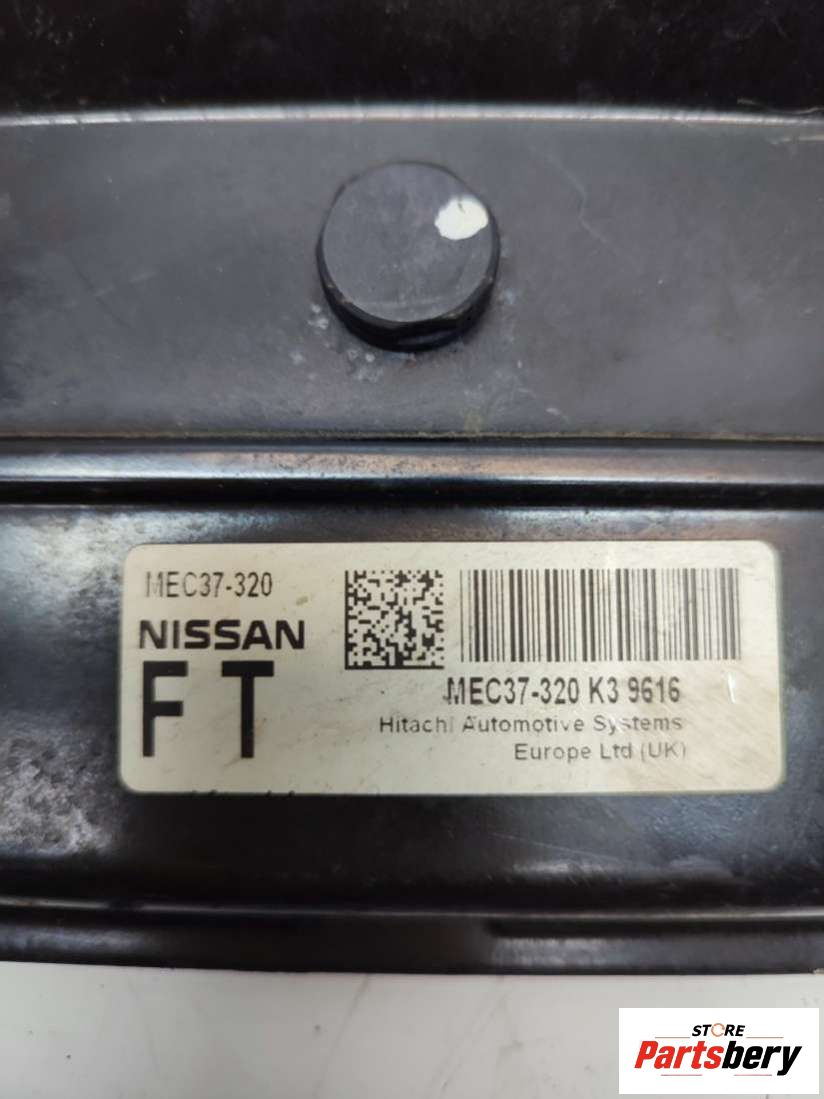 MEC37-320
NISSAN
FT
MEC37-320 K3 9616
Hitachi Automotive Systems
Europe Ltd (UK)
STORE
Partsbery